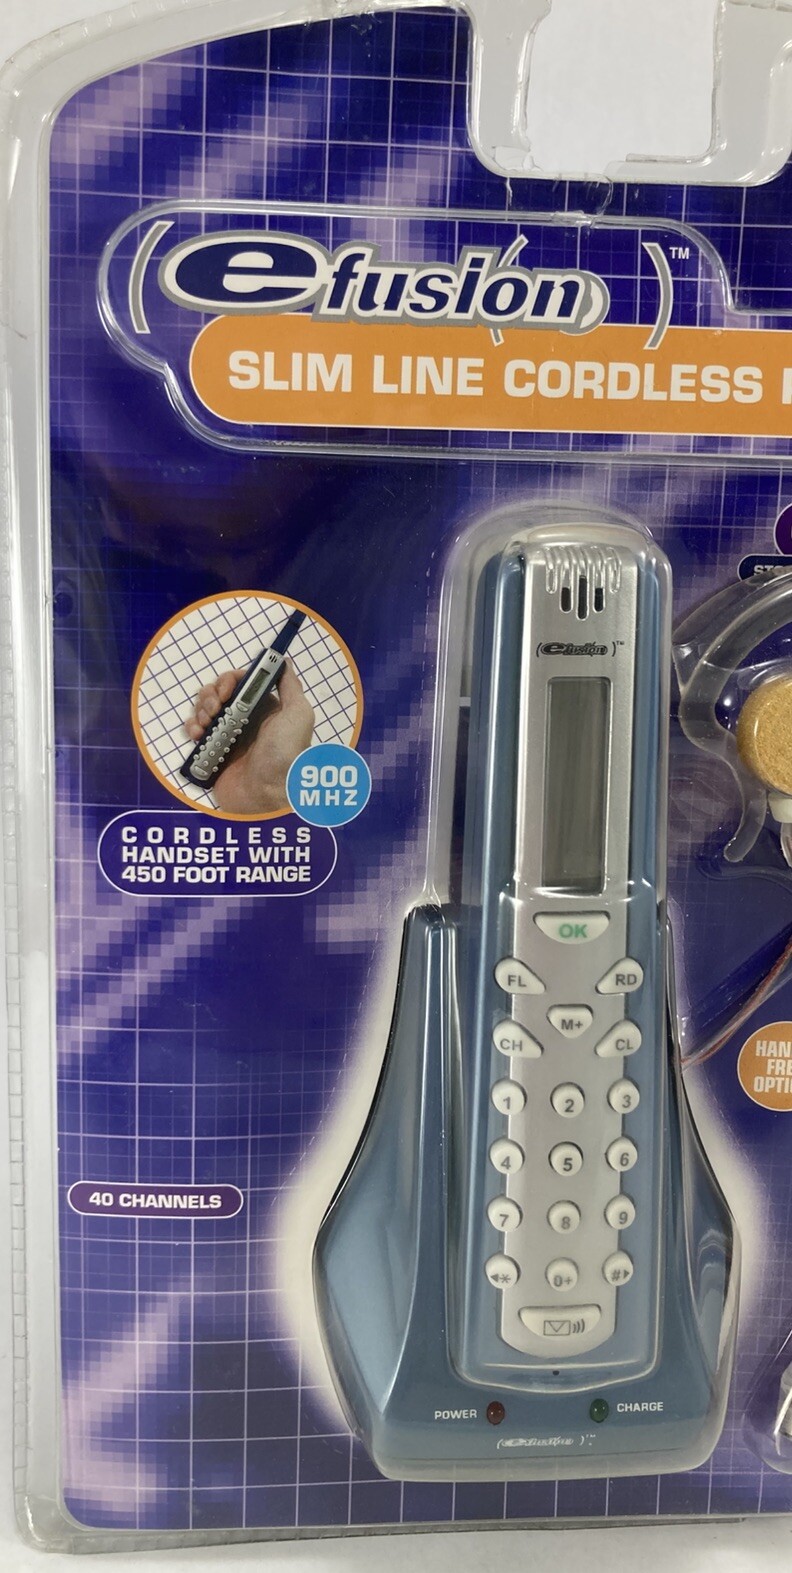 (efusion)™
SLIM LINE CORDLESS
(efusion)™
900
MHZ
CORDLESS
HANDSET WITH
450 FOOT RANGE
OK
FL RD
M+
CH CL
1 2 3
4 5 6
7 8 9
* 0+ #
40 CHANNELS
POWER CHARGE
(efusion)™